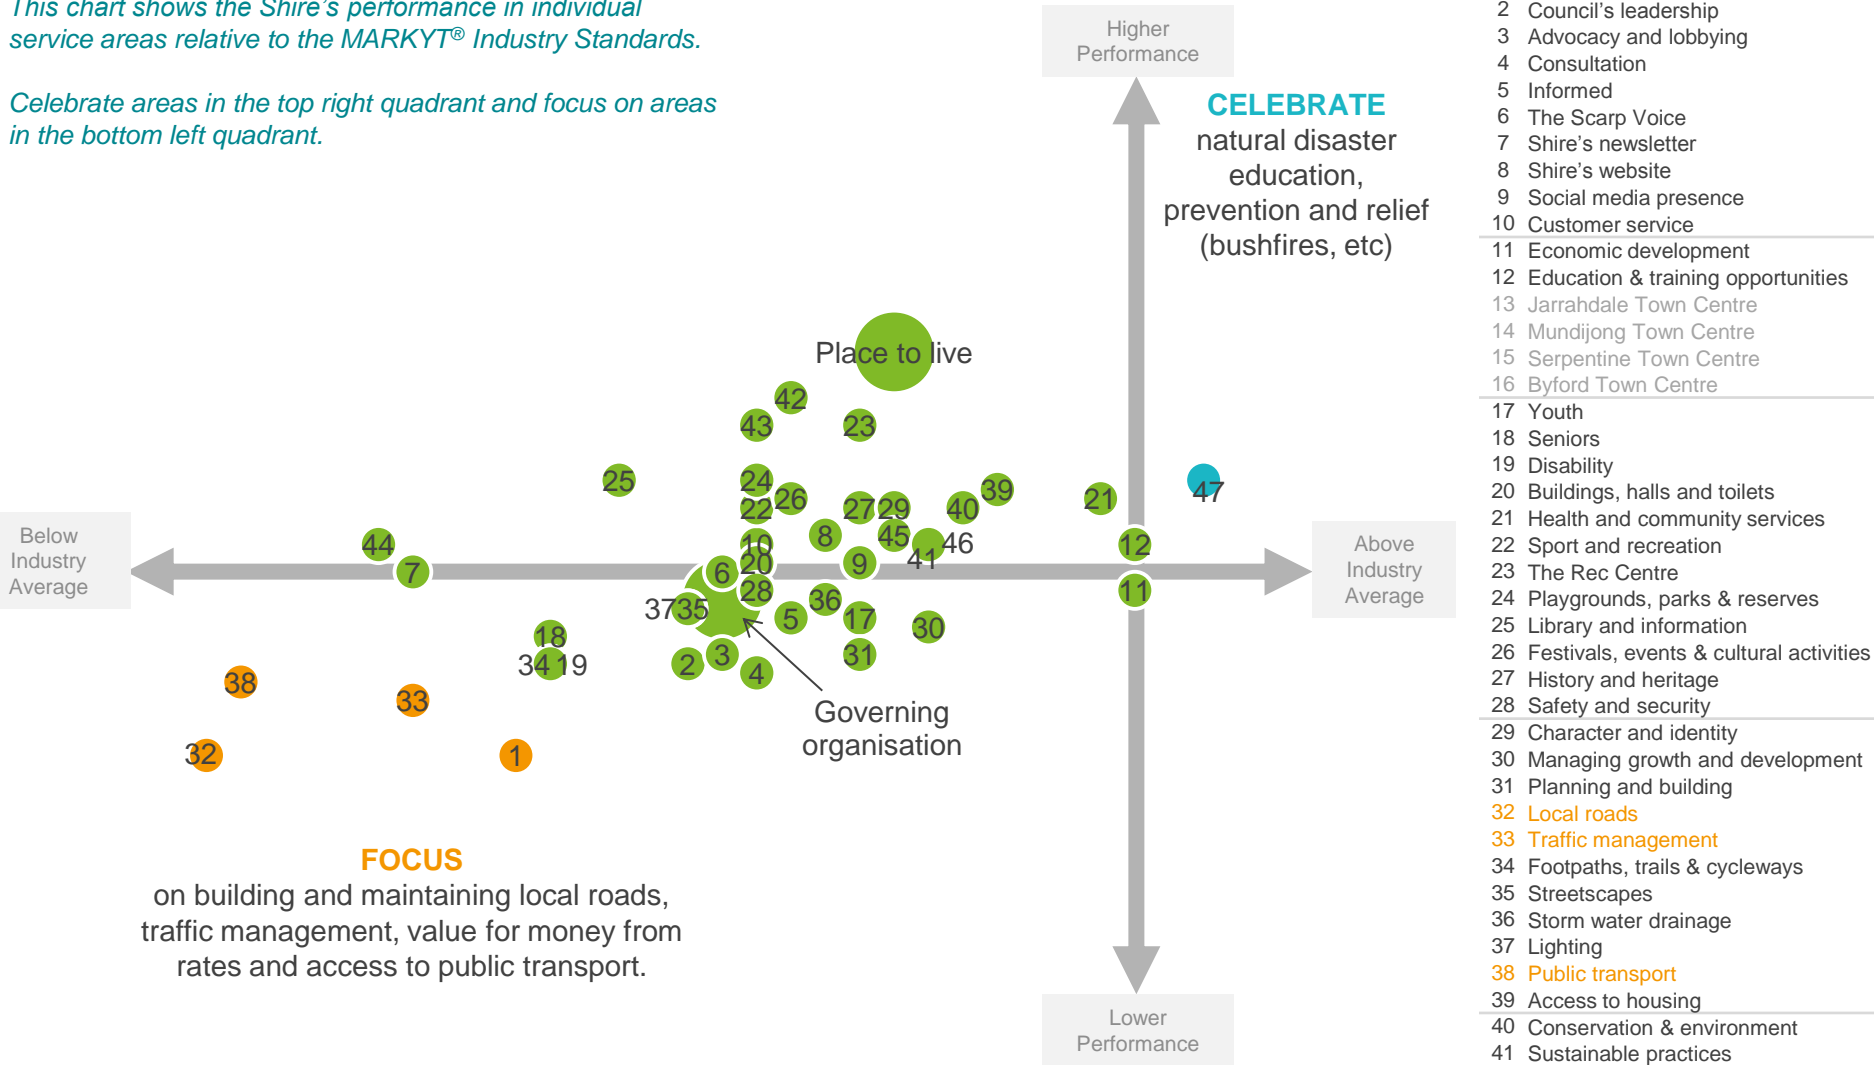 This chart shows the Shire's performance in individual
service areas relative to the MARKYT® Industry Standards.
Celebrate areas in the top right quadrant and focus on areas
in the bottom left quadrant.
Higher
Performance
CELEBRATE
natural disaster
education,
prevention and relief
(bushfires, etc)
Place to live
42
43
23
25
24
26
22
27
29
40
39
21
47
44
7
6
10
20
28
8
9
45
41
46
12
11
37
35
5
36
17
30
18
34
19
2
3
4
31
38
33
32
1
Governing
organisation
Below
Industry
Average
Above
Industry
Average
FOCUS
on building and maintaining local roads,
traffic management, value for money from
rates and access to public transport.
Lower
Performance
2 Council's leadership
3 Advocacy and lobbying
4 Consultation
5 Informed
6 The Scarp Voice
7 Shire's newsletter
8 Shire's website
9 Social media presence
10 Customer service
11 Economic development
12 Education & training opportunities
13 Jarrahdale Town Centre
14 Mundijong Town Centre
15 Serpentine Town Centre
16 Byford Town Centre
17 Youth
18 Seniors
19 Disability
20 Buildings, halls and toilets
21 Health and community services
22 Sport and recreation
23 The Rec Centre
24 Playgrounds, parks & reserves
25 Library and information
26 Festivals, events & cultural activities
27 History and heritage
28 Safety and security
29 Character and identity
30 Managing growth and development
31 Planning and building
32 Local roads
33 Traffic management
34 Footpaths, trails & cycleways
35 Streetscapes
36 Storm water drainage
37 Lighting
38 Public transport
39 Access to housing
40 Conservation & environment
41 Sustainable practices